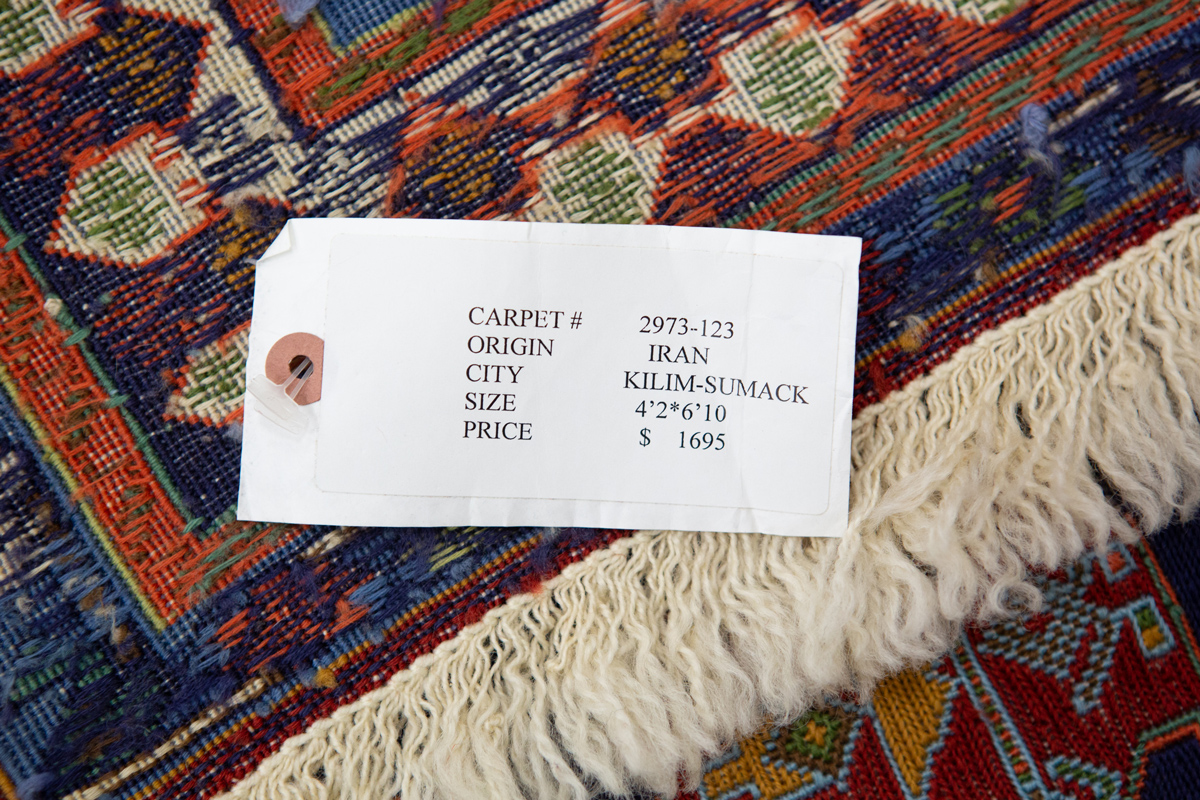 CARPET # 2973-123
ORIGIN IRAN
CITY KILIM-SUMACK
SIZE 4’2*6’10
PRICE $ 1695